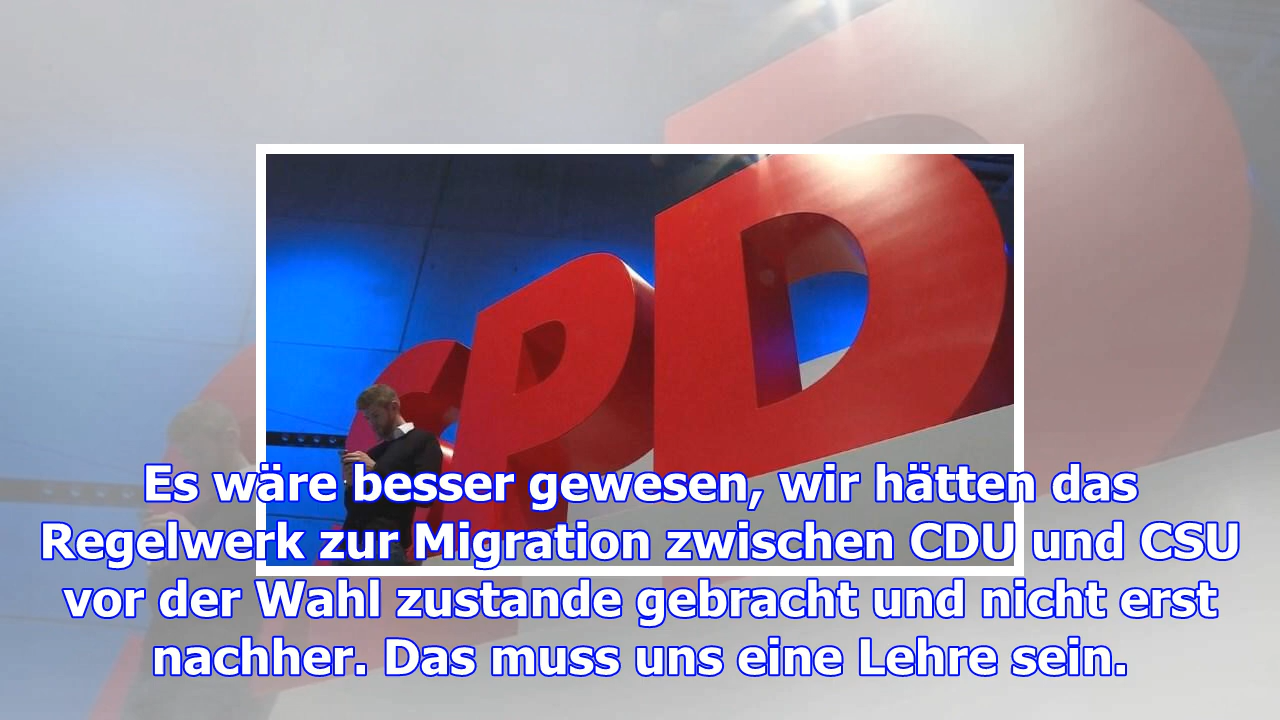 SPD
Es wäre besser gewesen, wir hätten das
Regelwerk zur Migration zwischen CDU und CSU
vor der Wahl zustande gebracht und nicht erst
nachher. Das muss uns eine Lehre sein.